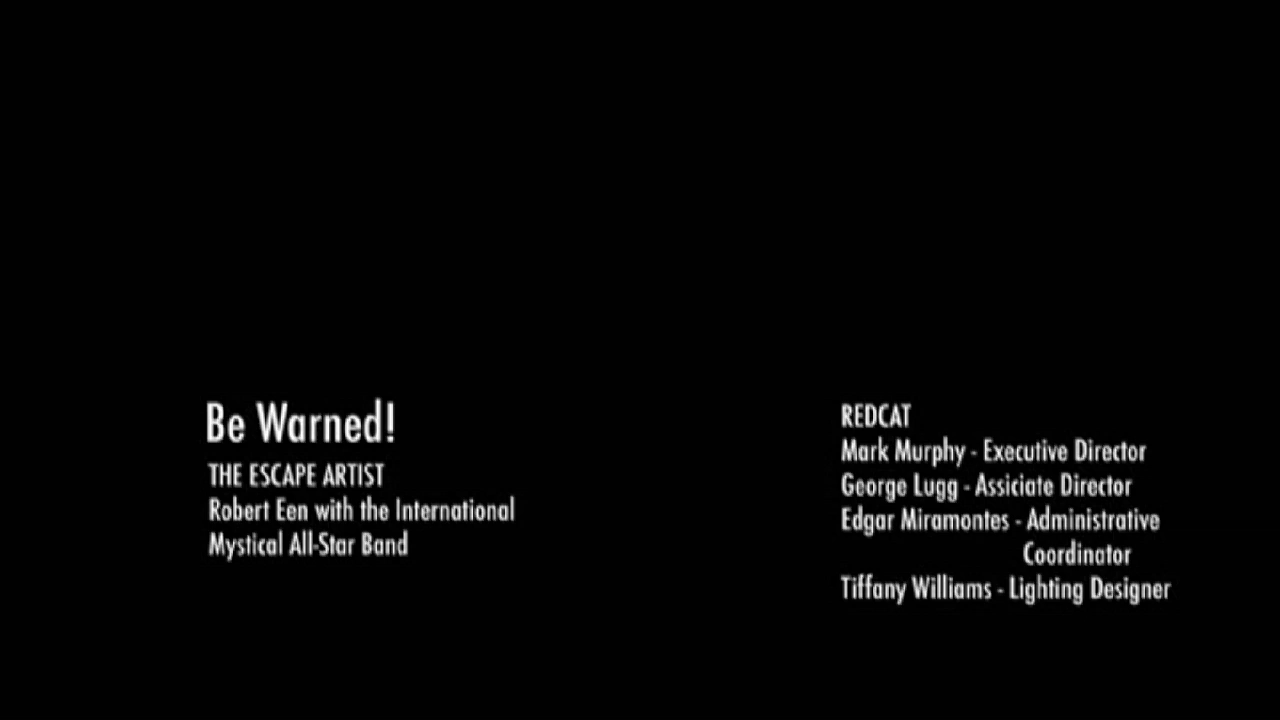 Be Warned!
THE ESCAPE ARTIST
Robert Een with the International
Mystical All-Star Band
REDCAT
Mark Murphy - Executive Director
George Lugg - Assiciate Director
Edgar Miramontes - Administrative
Coordinator
Tiffany Williams - Lighting Designer